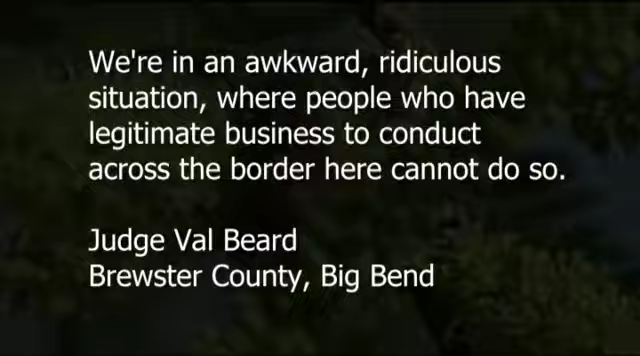 We're in an awkward, ridiculous
situation, where people who have
legitimate business to conduct
across the border here cannot do so.
Judge Val Beard
Brewster County, Big Bend